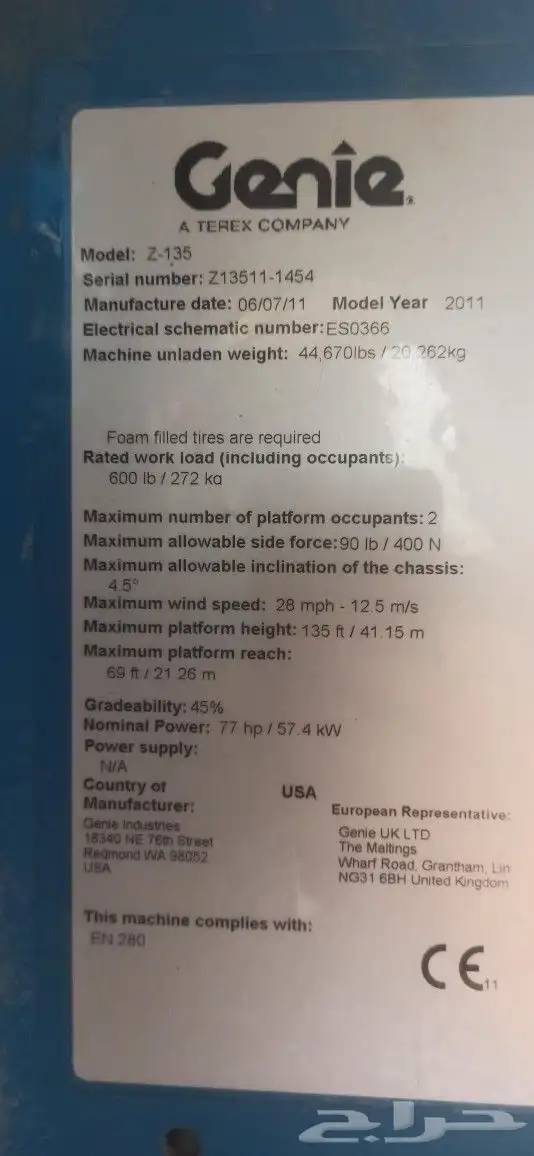 Genie
A TEREX COMPANY
Model: Z-135
Serial number: Z13511-1454
Manufacture date: 06/07/11 Model Year 2011
Electrical schematic number: ES0366
Machine unladen weight: 44,670lbs / 20 262kg
Foam filled tires are required
Rated work load (including occupants):
600 lb / 272 kg
Maximum number of platform occupants: 2
Maximum allowable side force: 90 lb / 400 N
Maximum allowable inclination of the chassis:
4.5°
Maximum wind speed: 28 mph - 12.5 m/s
Maximum platform height: 135 ft / 41.15 m
Maximum platform reach:
69 ft / 21 26 m
Gradeability: 45%
Nominal Power: 77 hp / 57.4 kW
Power supply:
N/A
Country of USA
Manufacturer:
Genie Industries
18340 NE 76th Street
Redmond WA 98052
USA
European Representative:
Genie UK LTD
The Maltings
Wharf Road, Grantham, Lin
NG31 6BH United Kingdom
This machine complies with:
EN 280
CE 11
حراج